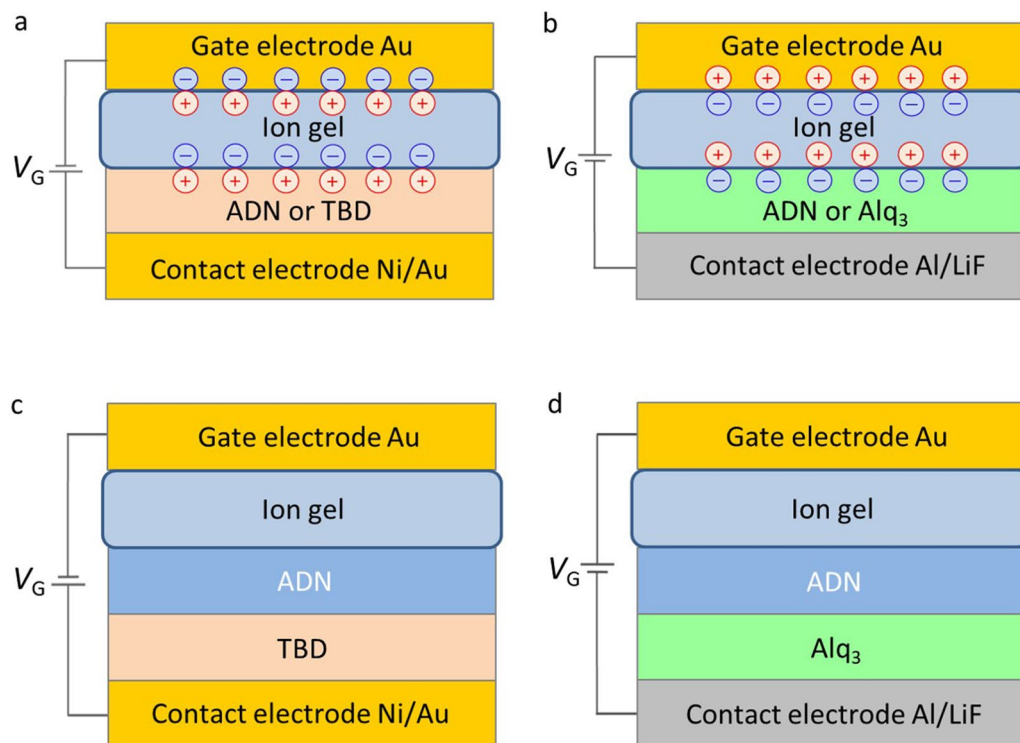 a
Gate electrode Au
− − − − − −
+ + + + + +
Ion gel
− − − − − −
+ + + + + +
V_G
ADN or TBD
Contact electrode Ni/Au
b
Gate electrode Au
+ + + + + +
− − − − − −
Ion gel
+ + + + + +
− − − − − −
V_G
ADN or Alq₃
Contact electrode Al/LiF
c
Gate electrode Au
Ion gel
V_G
ADN
TBD
Contact electrode Ni/Au
d
Gate electrode Au
Ion gel
V_G
ADN
Alq₃
Contact electrode Al/LiF